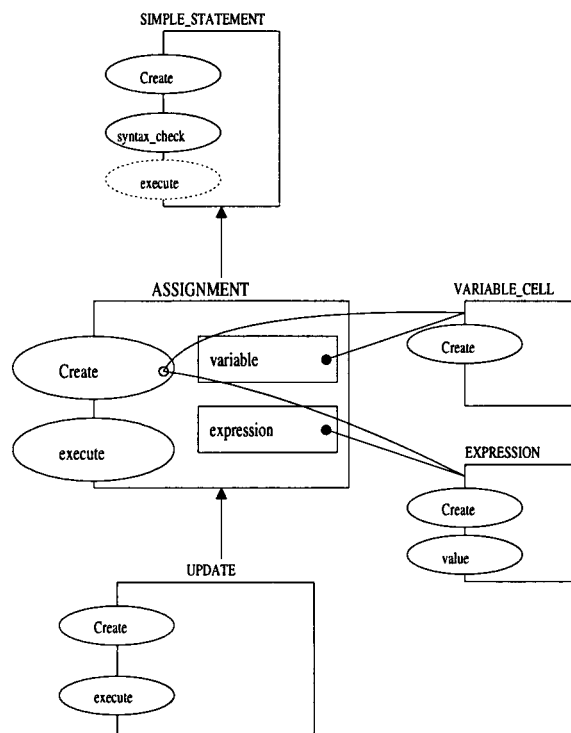 SIMPLE_STATEMENT
Create
syntax_check
execute
ASSIGNMENT
Create
variable
expression
execute
VARIABLE_CELL
Create
EXPRESSION
Create
value
UPDATE
Create
execute